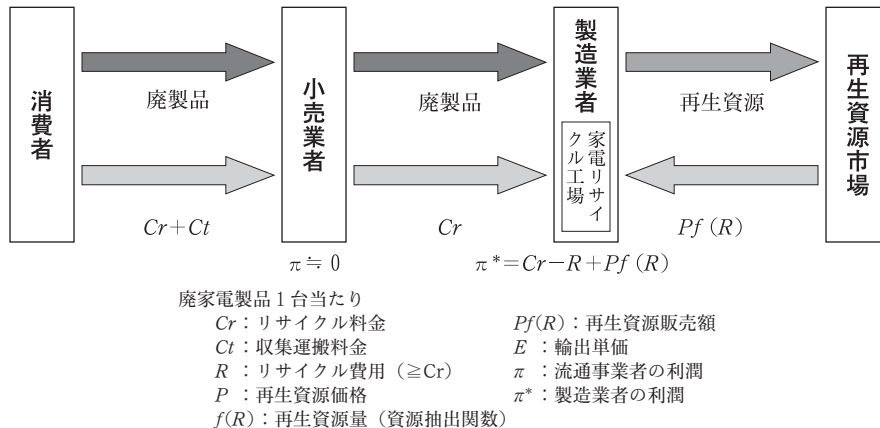 消費者
廃製品
Cr+Ct
小売業者
π≒0
廃製品
Cr
製造業者
家電リサイ
クル工場
π*=Cr−R+Pf(R)
再生資源
Pf(R)
再生資源市場
廃家電製品1台当たり
Cr：リサイクル料金
Ct：収集運搬料金
R：リサイクル費用（≧Cr）
P：再生資源価格
f(R)：再生資源量（資源抽出関数）
Pf(R)：再生資源販売額
E：輸出単価
π：流通事業者の利潤
π*：製造業者の利潤